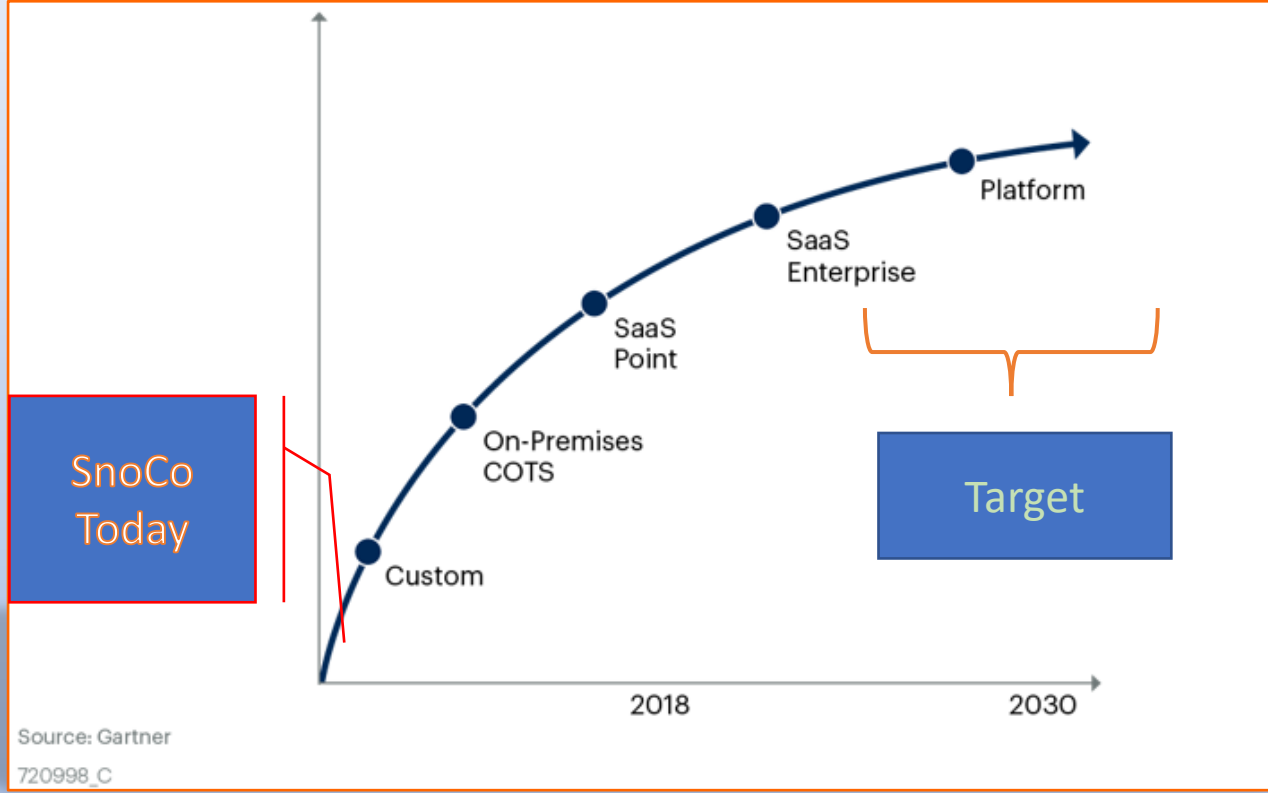 Platform
SaaS
Enterprise
SaaS
Point
On-Premises
COTS
SnoCo
Today
Target
Custom
2018
2030
Source: Gartner
720998_C